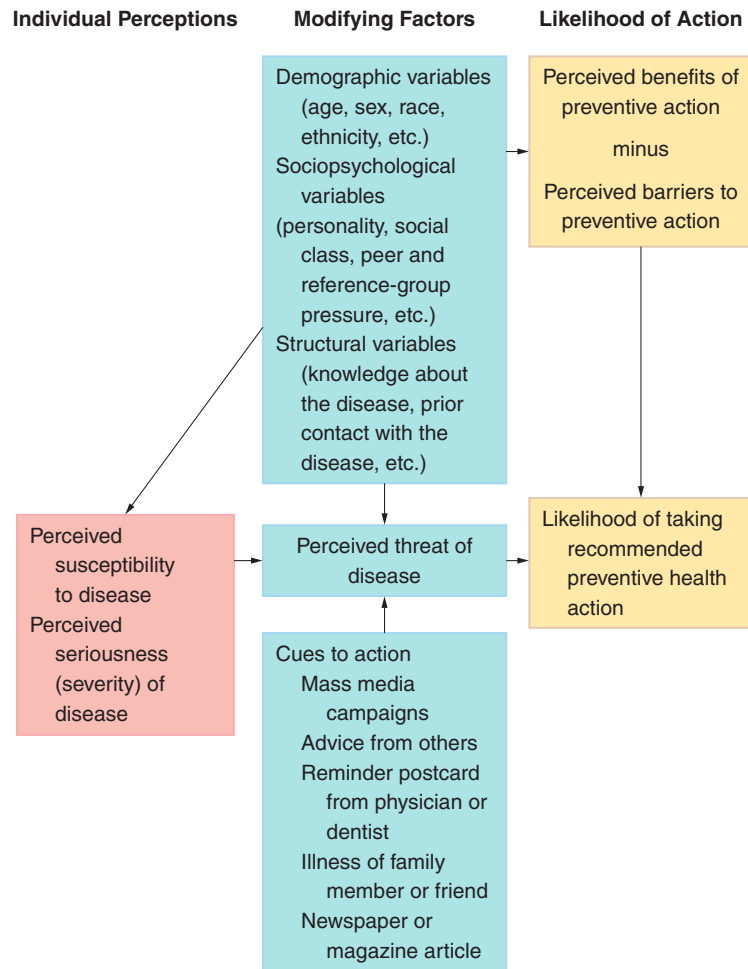 Individual Perceptions
Modifying Factors
Likelihood of Action
Demographic variables
(age, sex, race,
ethnicity, etc.)
Sociopsychological
variables
(personality, social
class, peer and
reference-group
pressure, etc.)
Structural variables
(knowledge about
the disease, prior
contact with the
disease, etc.)
Perceived benefits of
preventive action
minus
Perceived barriers to
preventive action
Perceived
susceptibility
to disease
Perceived
seriousness
(severity) of
disease
Perceived threat of
disease
Likelihood of taking
recommended
preventive health
action
Cues to action
Mass media
campaigns
Advice from others
Reminder postcard
from physician or
dentist
Illness of family
member or friend
Newspaper or
magazine article